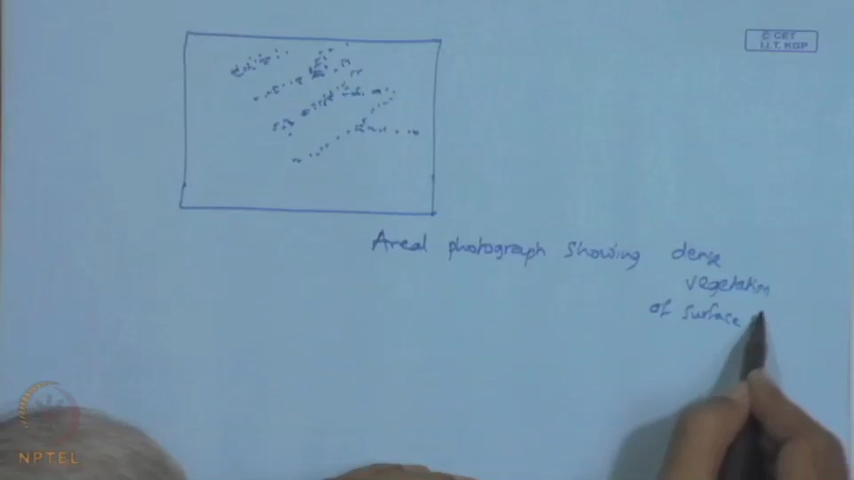 © CET
I.I.T. KGP
Areal photograph showing dense
vegetation
of surface
NPTEL